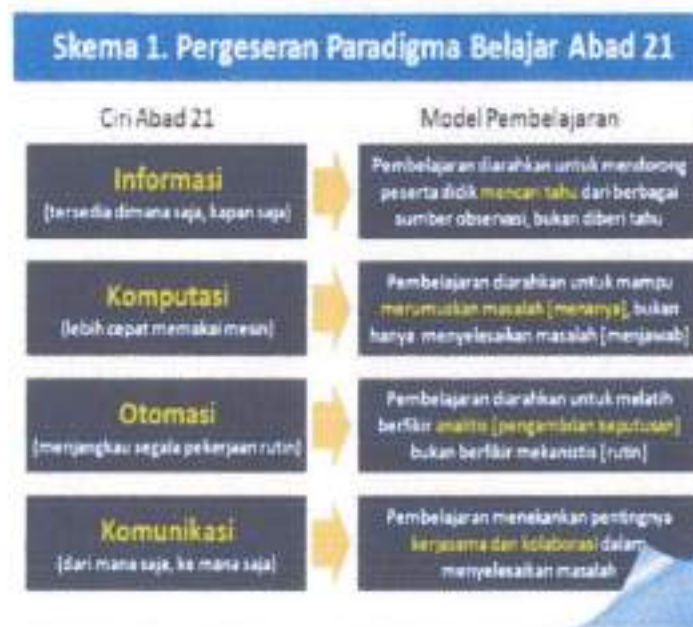 Skema 1. Pergeseran Paradigma Belajar Abad 21
Ciri Abad 21
Model Pembelajaran
Informasi
(tersedia dimana saja, kapan saja)
Pembelajaran diarahkan untuk mendorong
peserta didik mencari tahu dari berbagai
sumber observasi, bukan diberi tahu
Komputasi
(lebih cepat memakai mesin)
Pembelajaran diarahkan untuk mampu
merumuskan masalah [menanya], bukan
hanya menyelesaikan masalah [menjawab]
Otomasi
(menjangkau segala pekerjaan rutin)
Pembelajaran diarahkan untuk melatih
berfikir analitis [pengambilan keputusan]
bukan berfikir mekanistis [rutin]
Komunikasi
(dari mana saja, ke mana saja)
Pembelajaran menekankan pentingnya
kerjasama dan kolaborasi dalam
menyelesaikan masalah